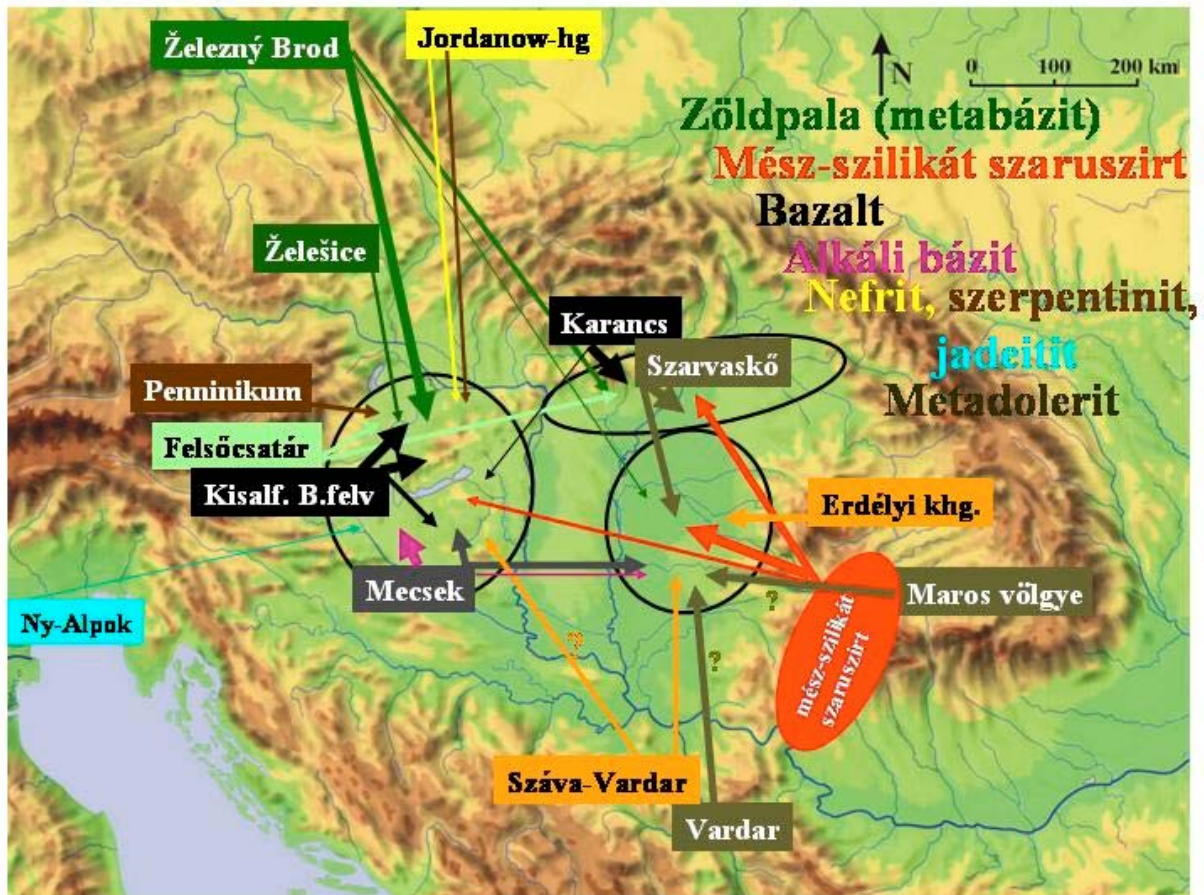 Železný Brod
Jordanow-hg
N
0 100 200 km
Zöldpala (metabázit)
Mész-szilikát szaruszirt
Bazalt
Alkáli bázit
Nefrit, szerpentinit,
jadeitit
Metadolerit
Želešice
Karancs
Szarvaskő
Penninikum
Felsőcsatár
Kisalf. B.felv
Erdélyi khg.
Mecsek
Maros völgye
?
Ny-Alpok
?
?
mész-szilikát
szaruszirt
Száva-Vardar
Vardar